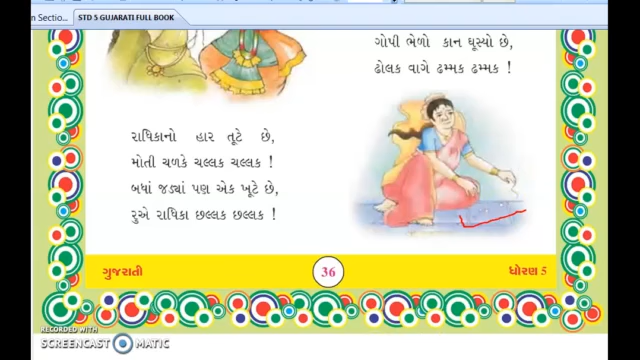 n Sectio...
STD 5 GUJARATI FULL BOOK
ગોપી ભેળો કાન ઘૂસ્યો છે,
ઢોલક વાગે ઢમ્મક ઢમ્મક !
રાધિકાનો હાર તૂટે છે,
મોતી ચળકે ચલ્લક ચલ્લક !
બધાં જડ્યાં પણ એક ખૂટે છે,
રુએ રાધિકા છલ્લક છલ્લક !
ગુજરાતી
36
ધોરણ 5
RECORDED WITH
SCREENCAST MATIC